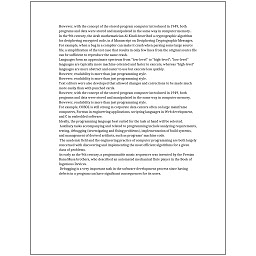 However, with the concept of the stored-program computer introduced in 1949, both
programs and data were stored and manipulated in the same way in computer memory.
In the 9th century, the Arab mathematician Al-Kindi described a cryptographic algorithm
for deciphering encrypted code, in A Manuscript on Deciphering Cryptographic Messages.
For example, when a bug in a compiler can make it crash when parsing some large source
file, a simplification of the test case that results in only few lines from the original source file
can be sufficient to reproduce the same crash.
Languages form an approximate spectrum from "low-level" to "high-level"; "low-level"
languages are typically more machine-oriented and faster to execute, whereas "high-level"
languages are more abstract and easier to use but execute less quickly.
However, readability is more than just programming style.
However, readability is more than just programming style.
Text editors were also developed that allowed changes and corrections to be made much
more easily than with punched cards.
However, with the concept of the stored-program computer introduced in 1949, both
programs and data were stored and manipulated in the same way in computer memory.
However, readability is more than just programming style.
For example, COBOL is still strong in corporate data centers often on large mainframe
computers, Fortran in engineering applications, scripting languages in Web development,
and C in embedded software.
Ideally, the programming language best suited for the task at hand will be selected.
Auxiliary tasks accompanying and related to programming include analyzing requirements,
testing, debugging (investigating and fixing problems), implementation of build systems,
and management of derived artifacts, such as programs' machine code.
The academic field and the engineering practice of computer programming are both largely
concerned with discovering and implementing the most efficient algorithms for a given
class of problems.
As early as the 9th century, a programmable music sequencer was invented by the Persian
Banu Musa brothers, who described an automated mechanical flute player in the Book of
Ingenious Devices.
Debugging is a very important task in the software development process since having
defects in a program can have significant consequences for its users.